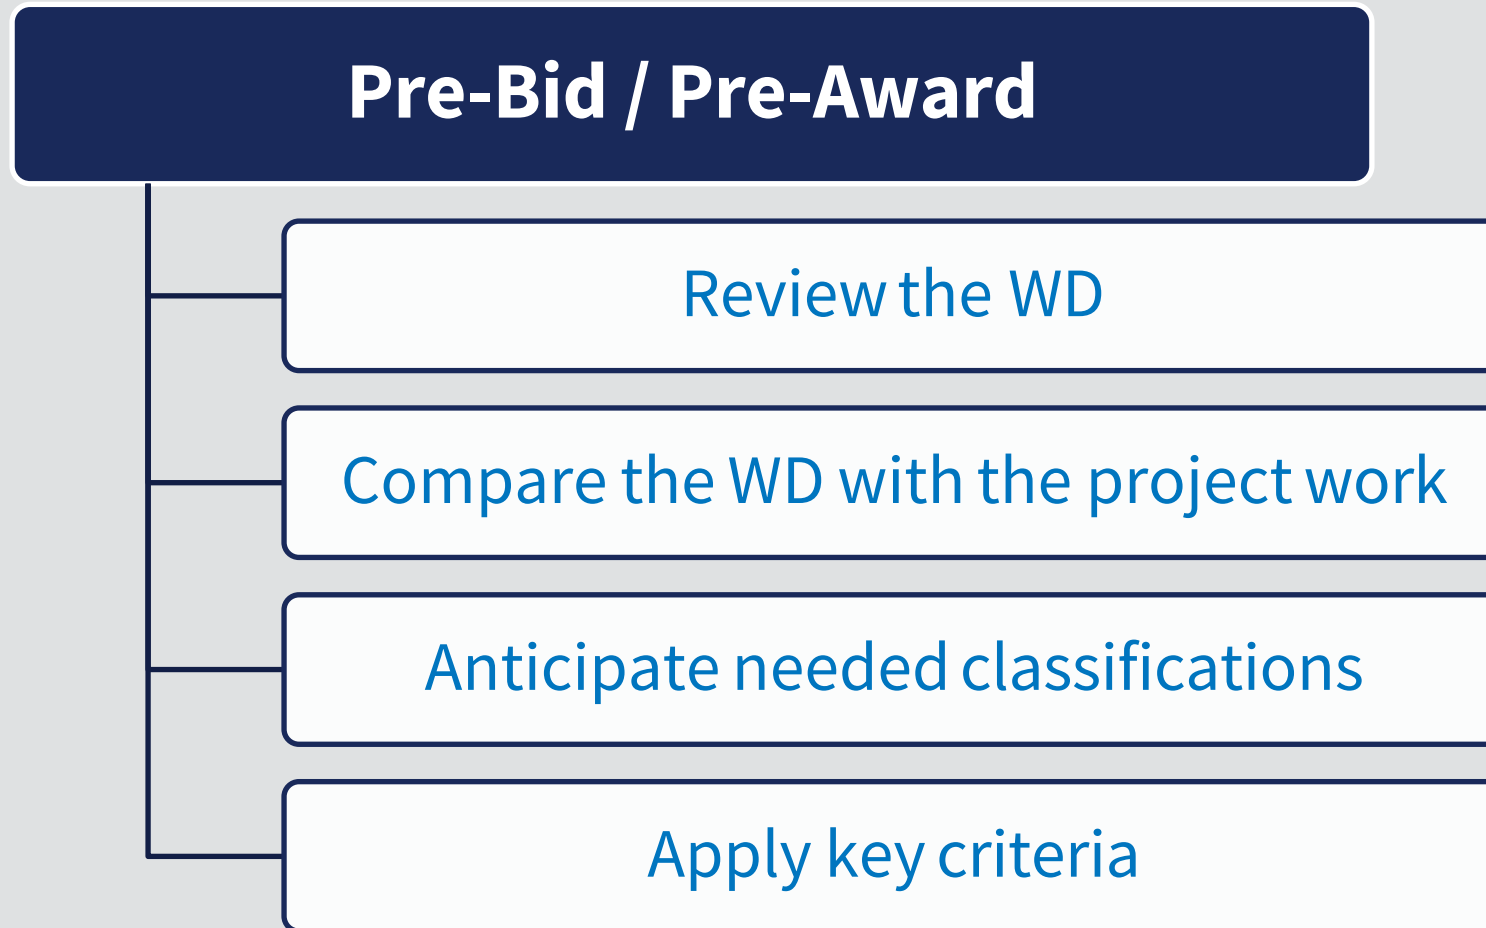 Pre-Bid / Pre-Award
Review the WD
Compare the WD with the project work
Anticipate needed classifications
Apply key criteria